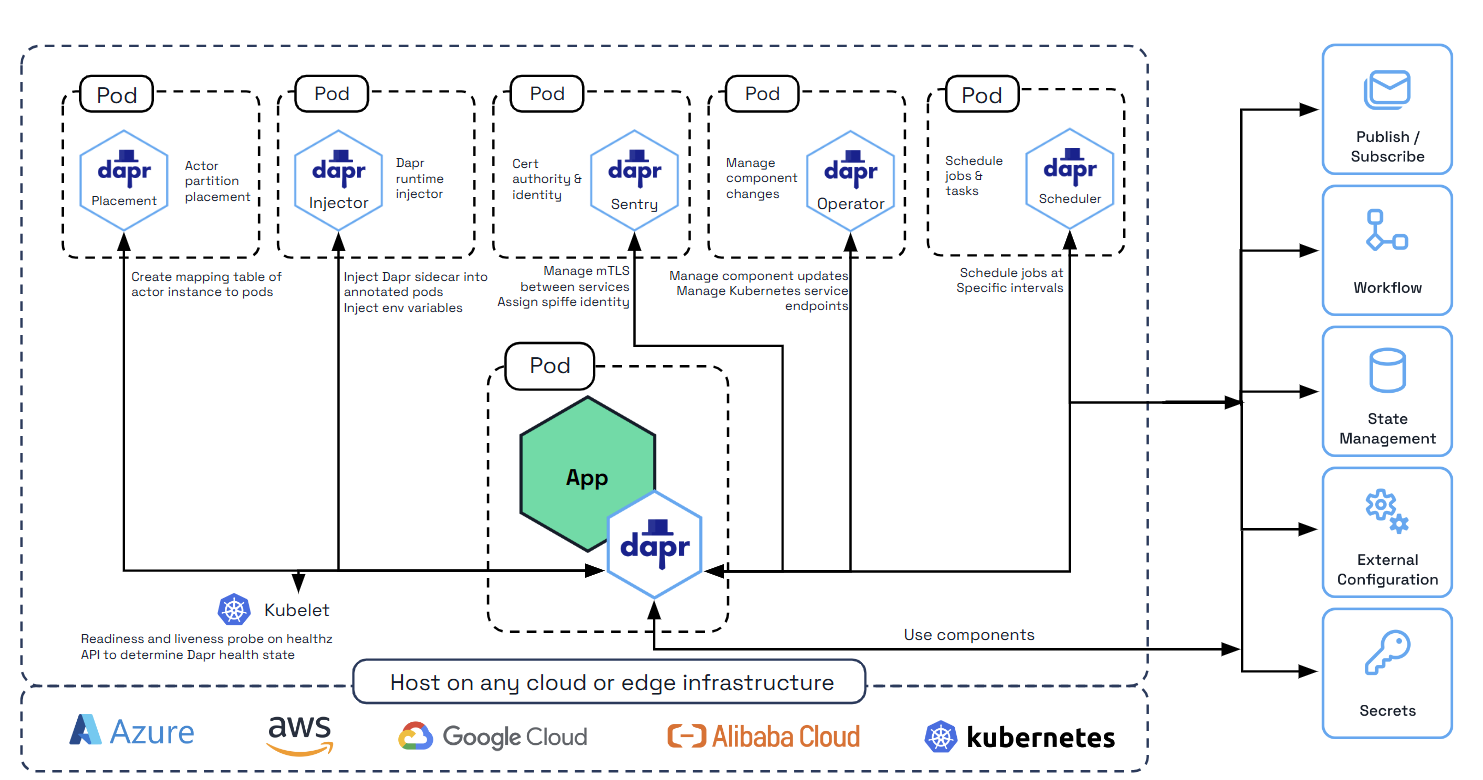 Pod
dapr
Placement
Actor
partition
placement
Create mapping table of
actor instance to pods
Pod
dapr
Injector
Dapr
runtime
injector
Inject Dapr sidecar into
annotated pods
Inject env variables
Pod
Cert
authority &
identity
dapr
Sentry
Manage mTLS
between services
Assign spiffe identity
Pod
Manage
component
changes
dapr
Operator
Manage component updates
Manage Kubernetes service
endpoints
Pod
Schedule
jobs &
tasks
dapr
Scheduler
Schedule jobs at
Specific intervals
Pod
App
dapr
Kubelet
Readiness and liveness probe on healthz
API to determine Dapr health state
Use components
Publish /
Subscribe
Workflow
State
Management
External
Configuration
Secrets
Host on any cloud or edge infrastructure
Azure
aws
Google Cloud
Alibaba Cloud
kubernetes